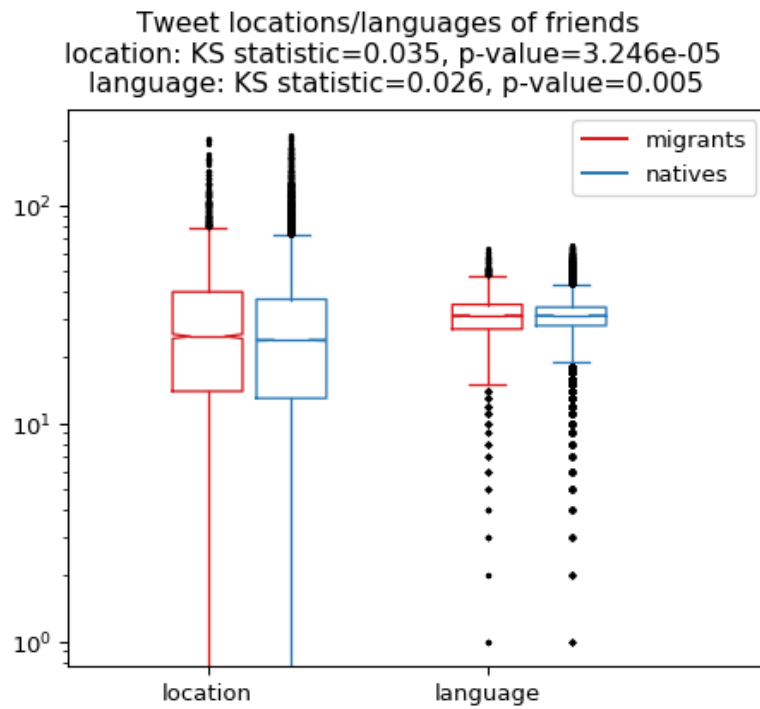 Tweet locations/languages of friends
location: KS statistic=0.035, p-value=3.246e-05
language: KS statistic=0.026, p-value=0.005
migrants
natives
10²
10¹
10⁰
location
language